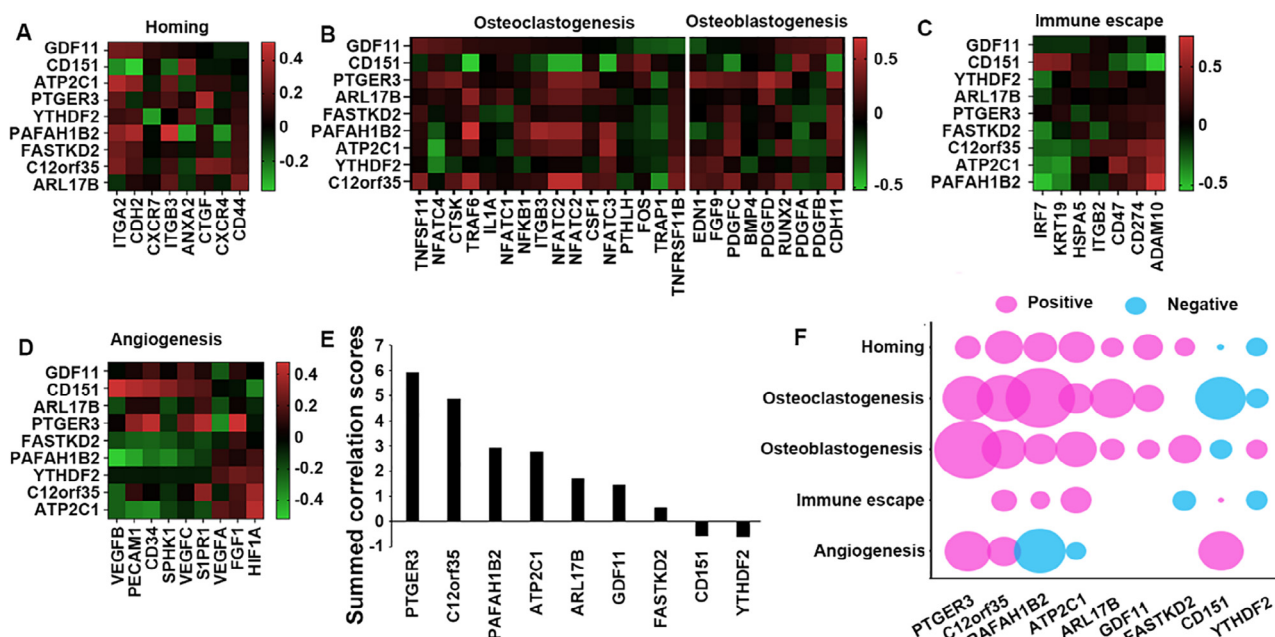 A
Homing
GDF11
CD151
ATP2C1
PTGER3
YTHDF2
PAFAH1B2
FASTKD2
C12orf35
ARL17B
ITGA2
CDH2
CXCR7
ITGB3
ANXA2
CTGF
CXCR4
CD44
0.4
0.2
0
-0.2
B
Osteoclastogenesis
Osteoblastogenesis
GDF11
CD151
PTGER3
ARL17B
FASTKD2
PAFAH1B2
ATP2C1
YTHDF2
C12orf35
TNFSF11
NFATC4
CTSK
TRAF6
IL1A
NFATC1
NFKB1
ITGB3
NFATC2
NFATC2
CSF1
NFATC3
PTHLH
FOS
TRAP1
TNFRSF11B
EDN1
FGF9
PDGFC
BMP4
PDGFD
RUNX2
PDGFA
PDGFB
CDH11
0.5
0
-0.5
C
Immune escape
GDF11
CD151
YTHDF2
ARL17B
PTGER3
FASTKD2
C12orf35
ATP2C1
PAFAH1B2
IRF7
KRT19
HSPA5
ITGB2
CD47
CD274
ADAM10
0.5
0
-0.5
D
Angiogenesis
GDF11
CD151
ARL17B
PTGER3
FASTKD2
PAFAH1B2
YTHDF2
C12orf35
ATP2C1
VEGFB
PECAM1
CD34
SPHK1
VEGFC
S1PR1
VEGFA
FGF1
HIF1A
0.4
0.2
0
-0.2
-0.4
E
Summed correlation scores
7
6
5
4
3
2
1
0
-1
PTGER3
C12orf35
PAFAH1B2
ATP2C1
ARL17B
GDF11
FASTKD2
CD151
YTHDF2
F
Positive
Negative
Homing
Osteoclastogenesis
Osteoblastogenesis
Immune escape
Angiogenesis
PTGER3
C12orf35
PAFAH1B2
ATP2C1
ARL17B
GDF11
FASTKD2
CD151
YTHDF2